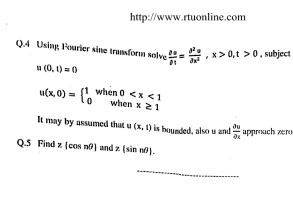 http://www.rtuonline.com
Q.4 Using Fourier sine transform solve ∂u/∂t = ∂²u/∂x² , x > 0, t > 0 , subject
u (0, t) = 0
u(x, 0) = { 1 when 0 < x < 1
0 when x ≥ 1
It may by assumed that u (x, t) is bounded, also u and ∂u/∂x approach zero
Q.5 Find z {cos nθ} and z {sin nθ}.